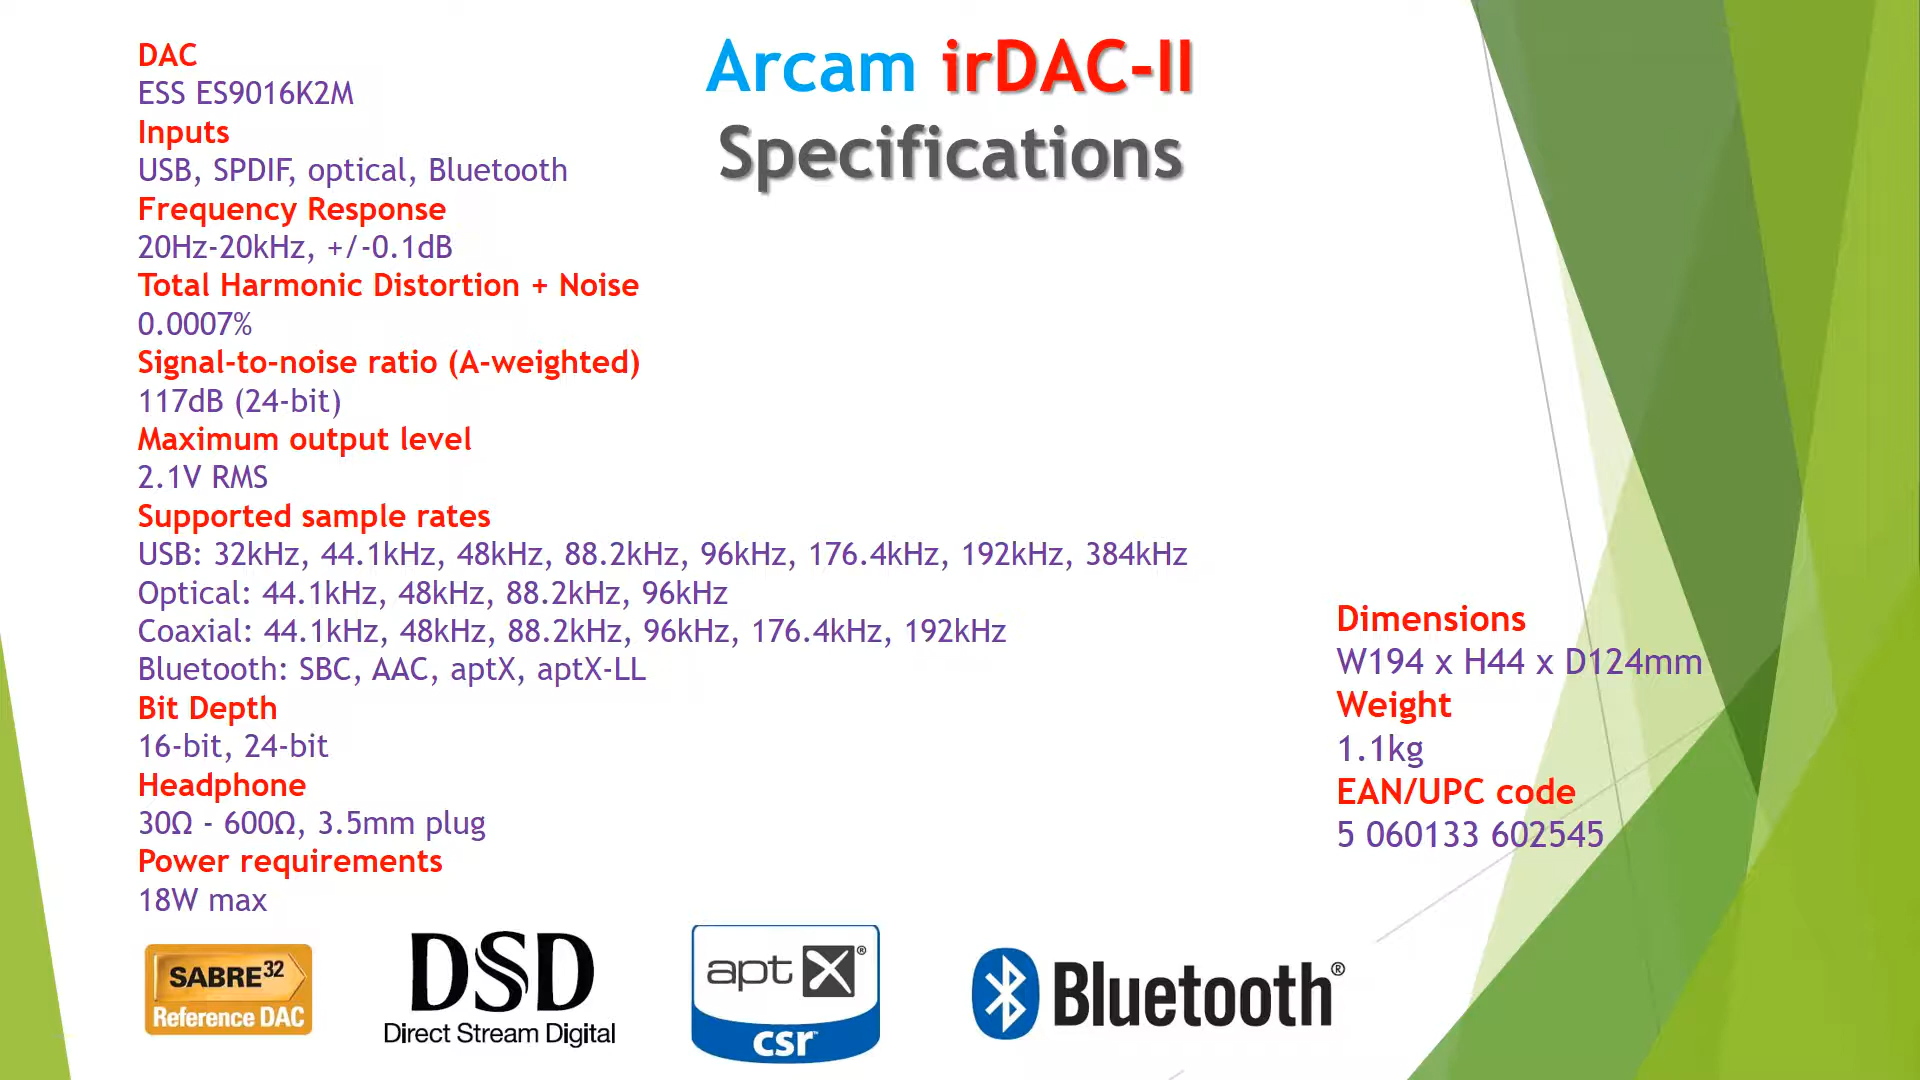 Arcam irDAC-II
Specifications
DAC
ESS ES9016K2M
Inputs
USB, SPDIF, optical, Bluetooth
Frequency Response
20Hz-20kHz, +/-0.1dB
Total Harmonic Distortion + Noise
0.0007%
Signal-to-noise ratio (A-weighted)
117dB (24-bit)
Maximum output level
2.1V RMS
Supported sample rates
USB: 32kHz, 44.1kHz, 48kHz, 88.2kHz, 96kHz, 176.4kHz, 192kHz, 384kHz
Optical: 44.1kHz, 48kHz, 88.2kHz, 96kHz
Coaxial: 44.1kHz, 48kHz, 88.2kHz, 96kHz, 176.4kHz, 192kHz
Bluetooth: SBC, AAC, aptX, aptX-LL
Bit Depth
16-bit, 24-bit
Headphone
30Ω - 600Ω, 3.5mm plug
Power requirements
18W max
Dimensions
W194 x H44 x D124mm
Weight
1.1kg
EAN/UPC code
5 060133 602545
SABRE32
Reference DAC
DSD
Direct Stream Digital
aptX®
csr™
Bluetooth®